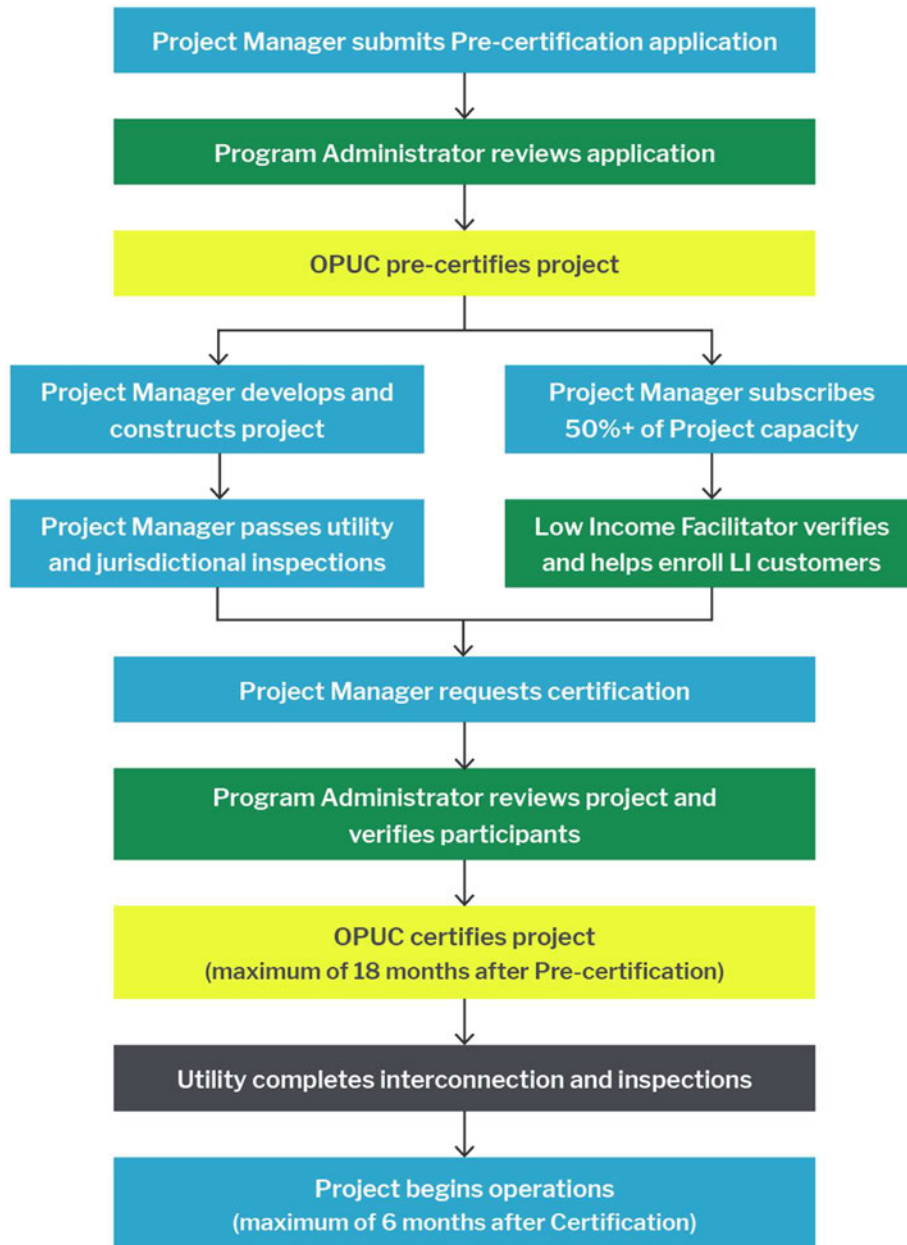 Project Manager submits Pre-certification application
Program Administrator reviews application
OPUC pre-certifies project
Project Manager develops and
constructs project
Project Manager subscribes
50%+ of Project capacity
Project Manager passes utility
and jurisdictional inspections
Low Income Facilitator verifies
and helps enroll LI customers
Project Manager requests certification
Program Administrator reviews project and
verifies participants
OPUC certifies project
(maximum of 18 months after Pre-certification)
Utility completes interconnection and inspections
Project begins operations
(maximum of 6 months after Certification)